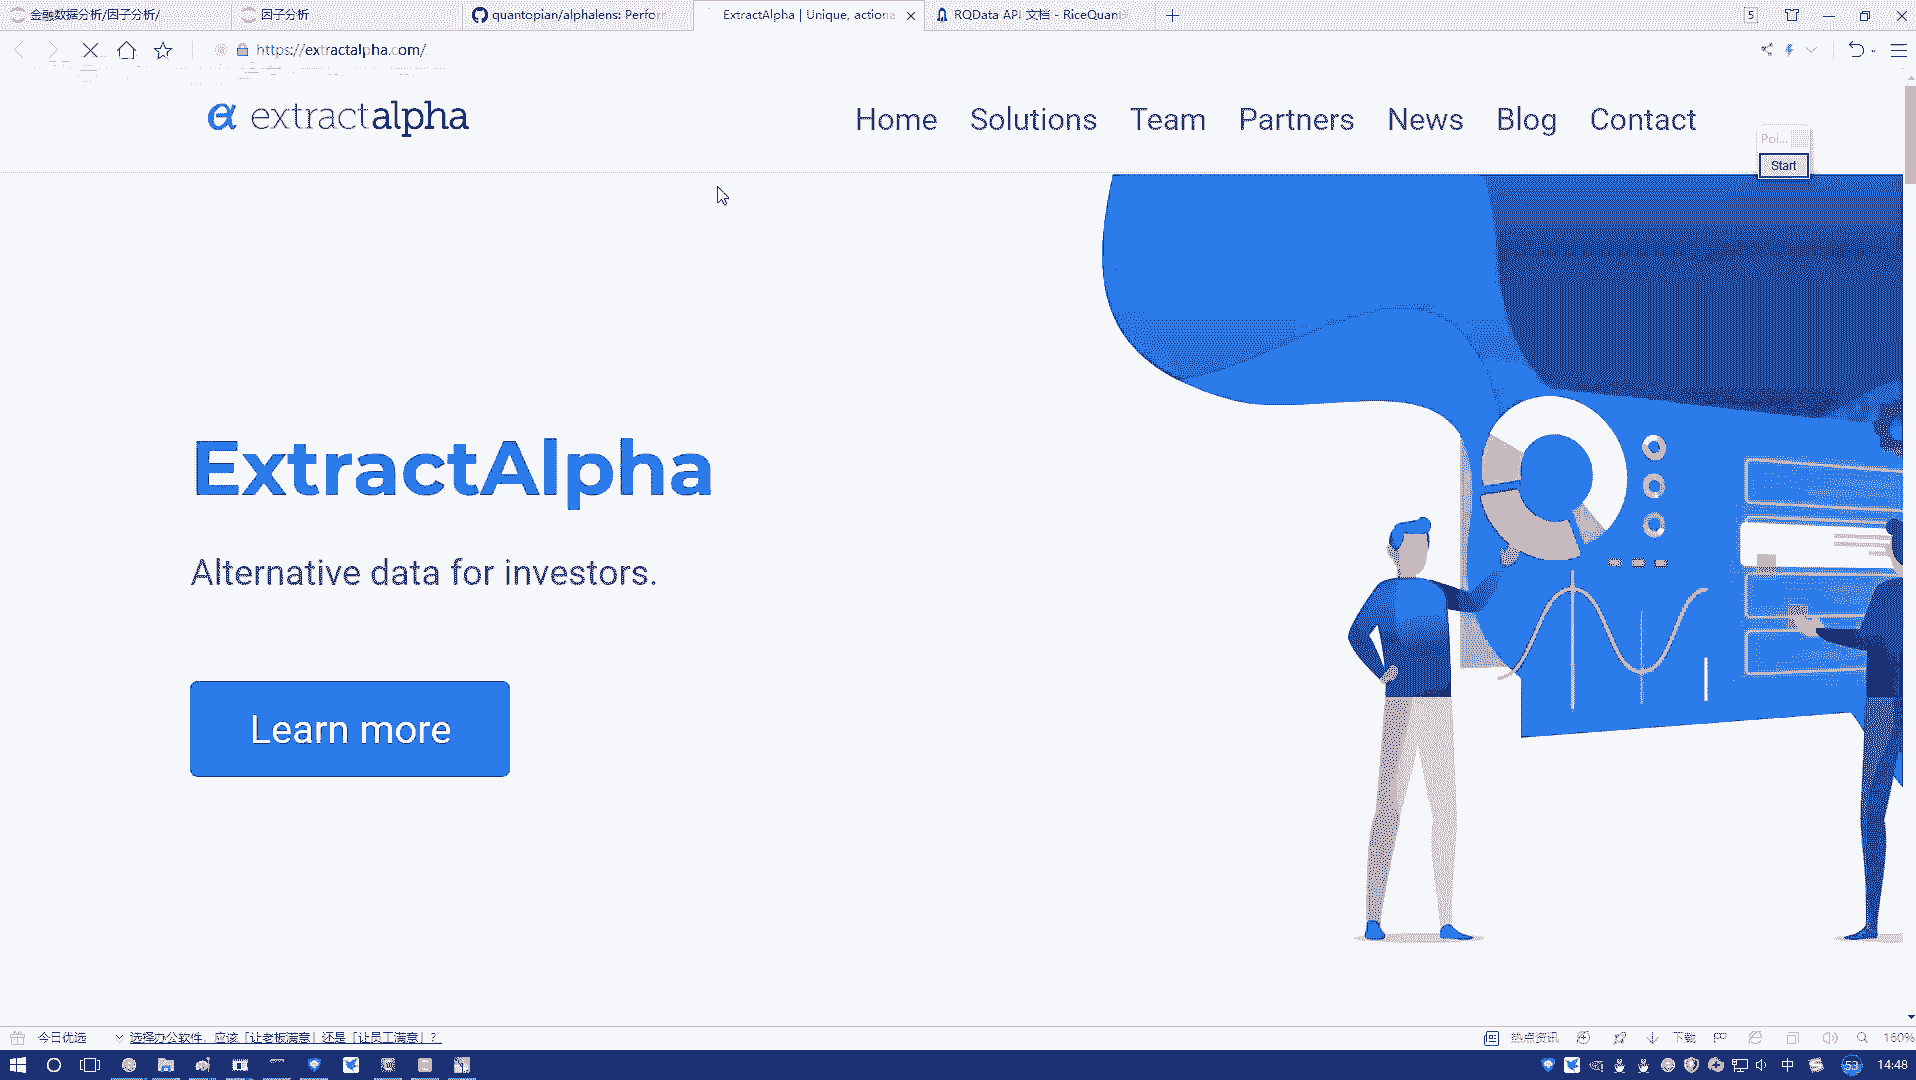 金融数据分析/因子分析/
因子分析
quantopian/alphalens: Perfor
ExtractAlpha | Unique, actiona
RQData API 文档 - RiceQuant
5
https://extractalpha.com/
extractalpha
Home Solutions Team Partners News Blog Contact
Poi...
Start
ExtractAlpha
Alternative data for investors.
Learn more
今日优选
选择办公软件，应该「让老板满意」还是「让员工满意」？
热点资讯
下载
160%
中
53
14:48